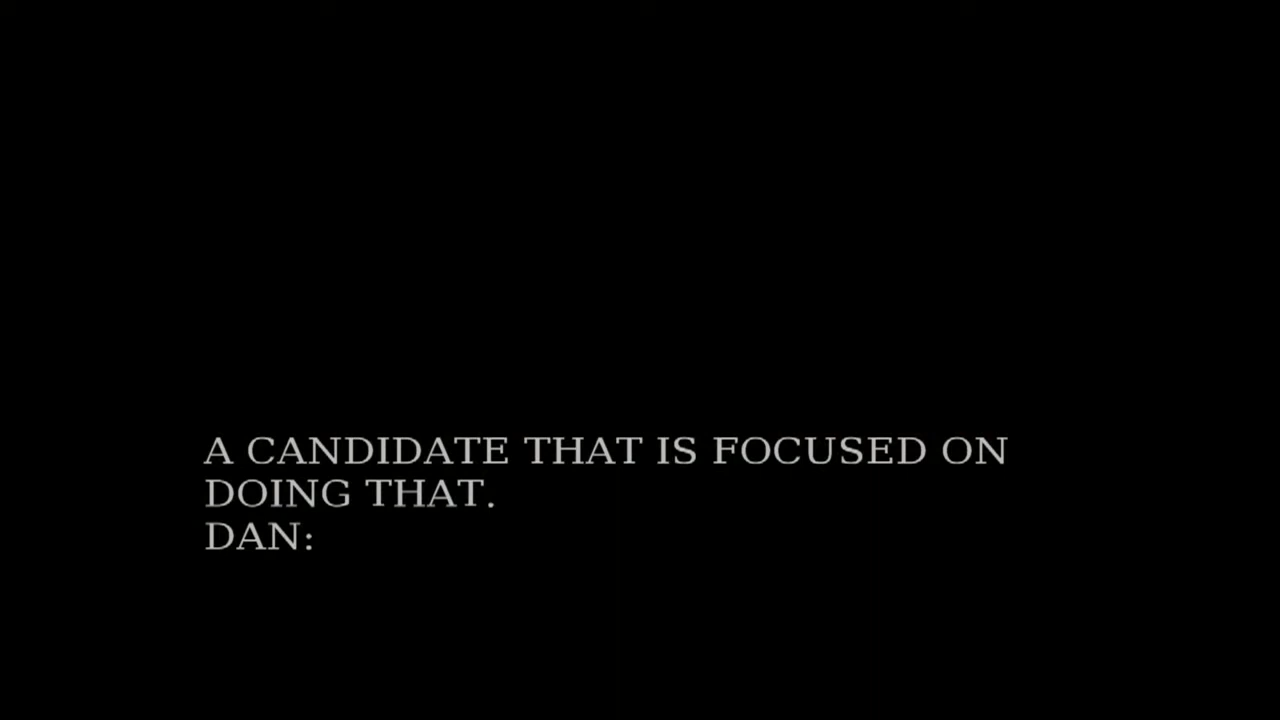 A CANDIDATE THAT IS FOCUSED ON
DOING THAT.
DAN: